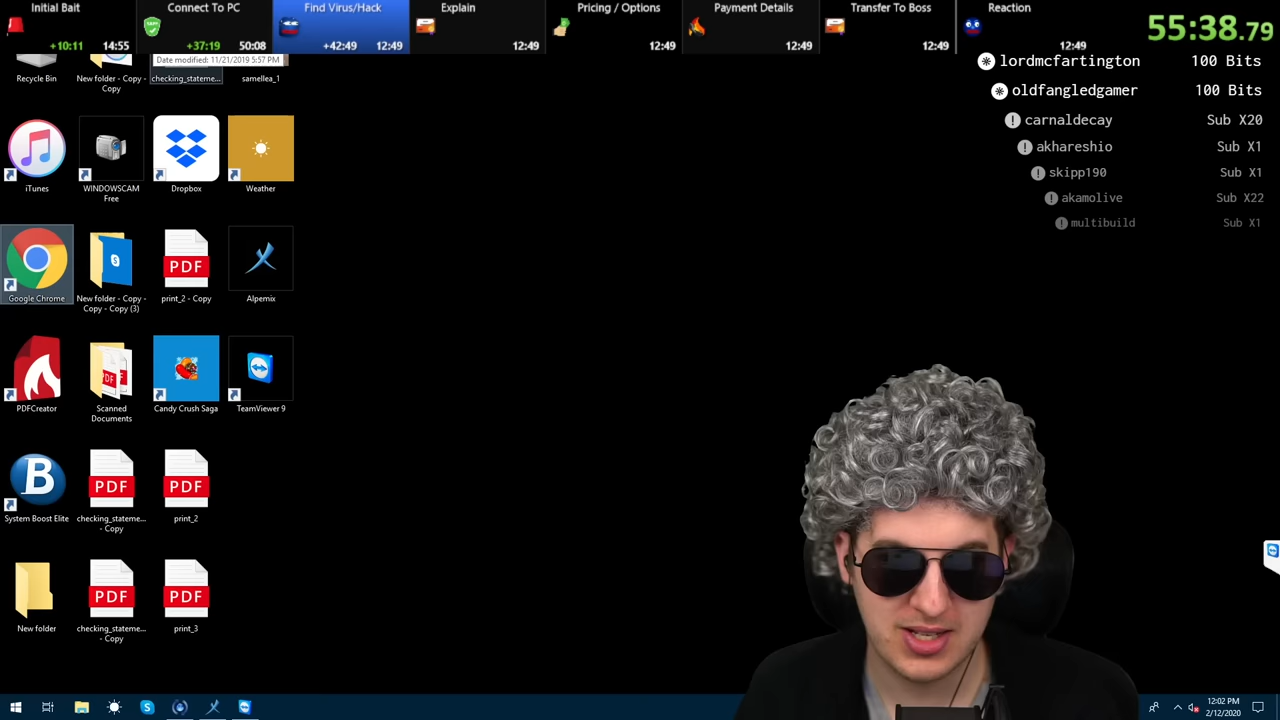 Initial Bait
+10:11 14:55
Connect To PC
+37:19 50:08
Find Virus/Hack
+42:49 12:49
Explain
12:49
Pricing / Options
12:49
Payment Details
12:49
Transfer To Boss
12:49
Reaction
12:49
55:38.79
lordmcfartington 100 Bits
oldfangledgamer 100 Bits
carnaldecay Sub X20
akhareshio Sub X1
skipp190 Sub X1
akamolive Sub X22
multibuild Sub X1
Date modified: 11/21/2019 5:57 PM
Recycle Bin
New folder - Copy -
Copy
checking_stateme...
samellea_1
iTunes
WINDOWSCAM
Free
Dropbox
Weather
Google Chrome
New folder - Copy -
Copy - Copy (3)
PDF
print_2 - Copy
Alpemix
PDFCreator
PDF
Scanned
Documents
Candy Crush Saga
TeamViewer 9
B
System Boost Elite
PDF
checking_stateme...
- Copy
PDF
print_2
New folder
PDF
checking_stateme...
- Copy
PDF
print_3
12:02 PM
2/12/2020